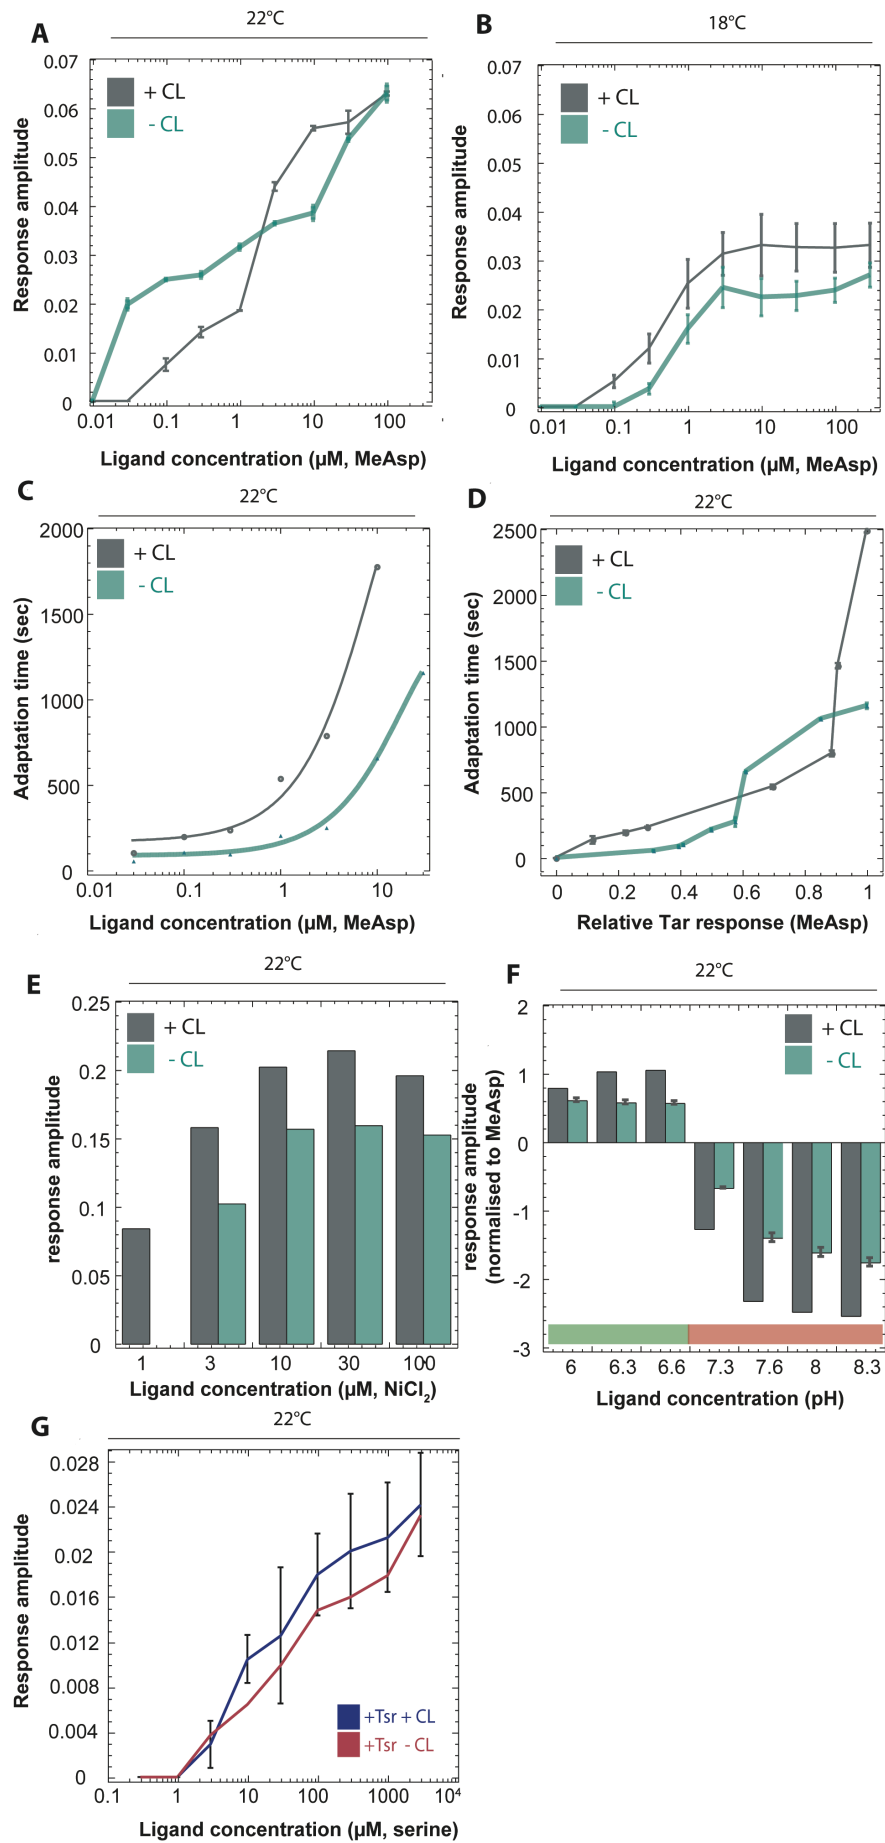 A
22°C
0.07
0.06
0.05
0.04
0.03
0.02
0.01
0
+ CL
- CL
Response amplitude
0.01
0.1
1
10
100
Ligand concentration (µM, MeAsp)
B
18°C
0.07
0.06
0.05
0.04
0.03
0.02
0.01
0
+ CL
- CL
Response amplitude
0.01
0.1
1
10
100
Ligand concentration (µM, MeAsp)
C
22°C
2000
1500
1000
500
0
+ CL
- CL
Adaptation time (sec)
0.01
0.1
1
10
Ligand concentration (µM, MeAsp)
D
22°C
2500
2000
1500
1000
500
0
+ CL
- CL
Adaptation time (sec)
0
0.2
0.4
0.6
0.8
1
Relative Tar response (MeAsp)
E
22°C
0.25
0.2
0.15
0.1
0.05
0
+ CL
- CL
response amplitude
1
3
10
30
100
Ligand concentration (µM, NiCl₂)
F
22°C
2
1
0
-1
-2
-3
+ CL
- CL
response amplitude
(normalised to MeAsp)
6
6.3
6.6
7.3
7.6
8
8.3
Ligand concentration (pH)
G
22°C
0.028
0.024
0.02
0.016
0.012
0.008
0.004
0
+Tsr + CL
+Tsr - CL
Response amplitude
0.1
1
10
100
1000
10⁴
Ligand concentration (µM, serine)